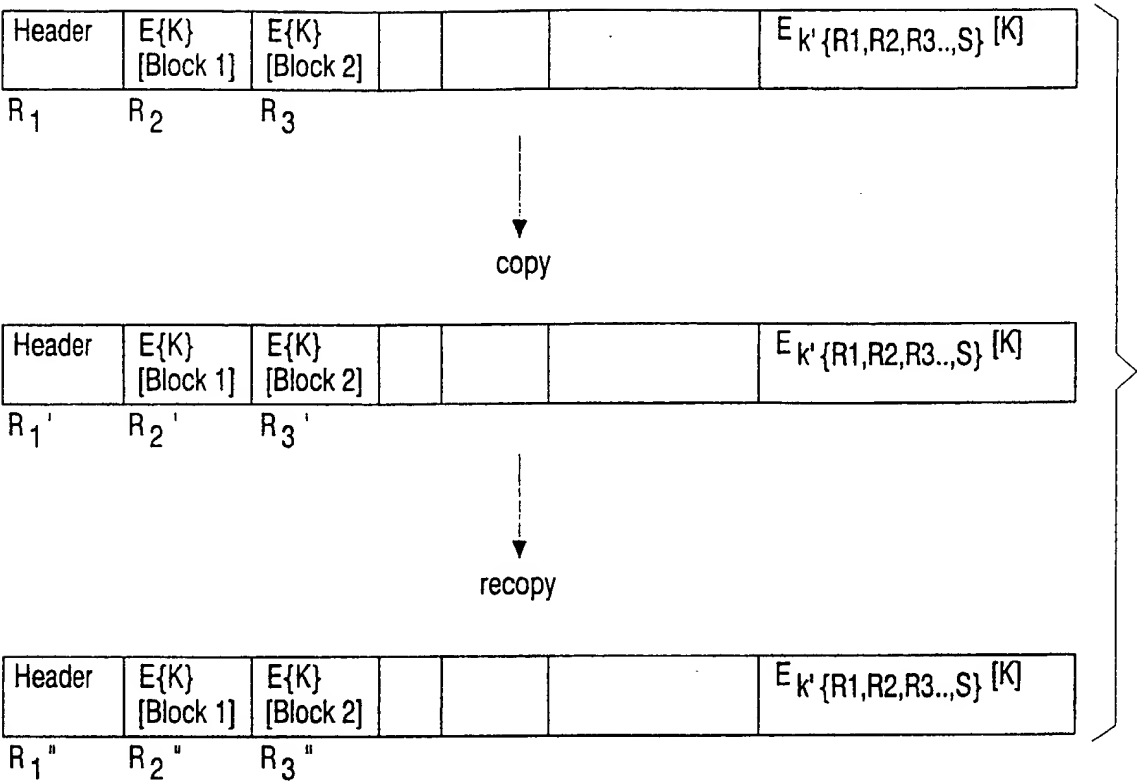 Header E{K} E{K} E k' {R1,R2,R3..,S} [K]
[Block 1] [Block 2]
R1 R2 R3
copy
Header E{K} E{K} E k' {R1,R2,R3..,S} [K]
[Block 1] [Block 2]
R1' R2' R3'
recopy
Header E{K} E{K} E k' {R1,R2,R3..,S} [K]
[Block 1] [Block 2]
R1" R2" R3"